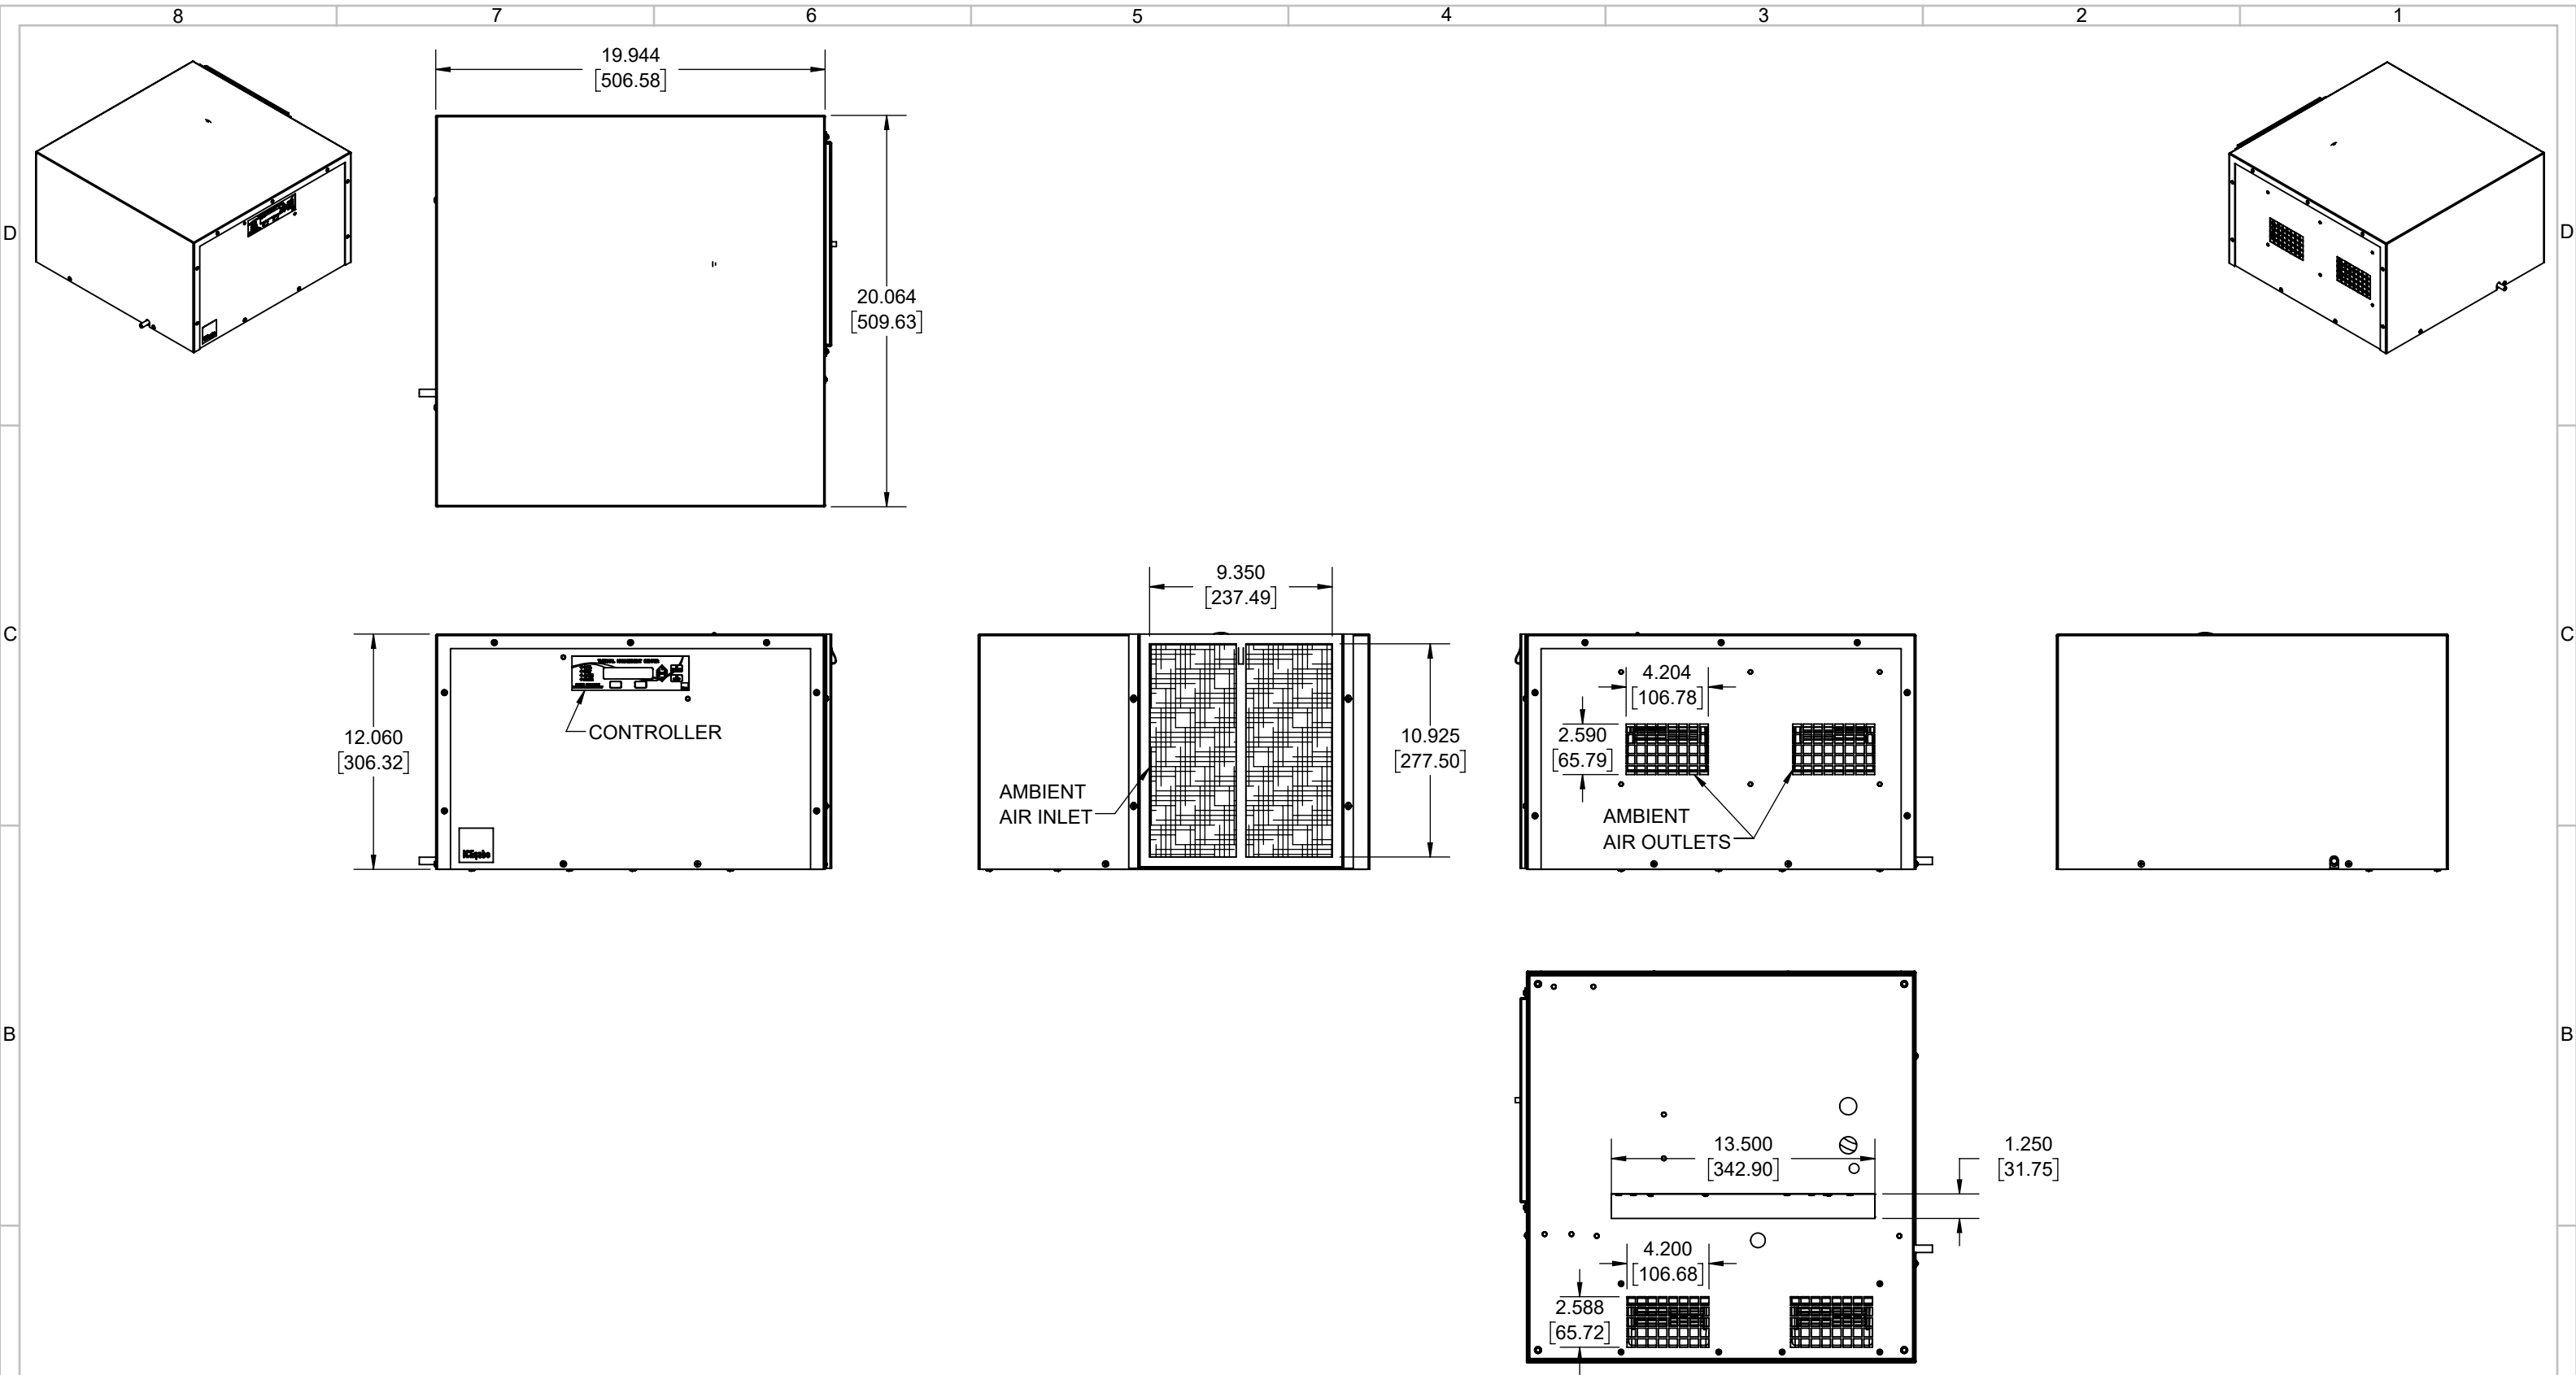 8 7 6 5 4 3 2 1
19.944
[506.58]
D D
20.064
[509.63]
9.350
[237.49]
C C
4.204
[106.78]
CONTROLLER
12.060
[306.32]
10.925
[277.50]
2.590
[65.79]
AMBIENT
AIR INLET
AMBIENT
AIR OUTLETS
B B
13.500
[342.90]
1.250
[31.75]
4.200
[106.68]
2.588
[65.72]